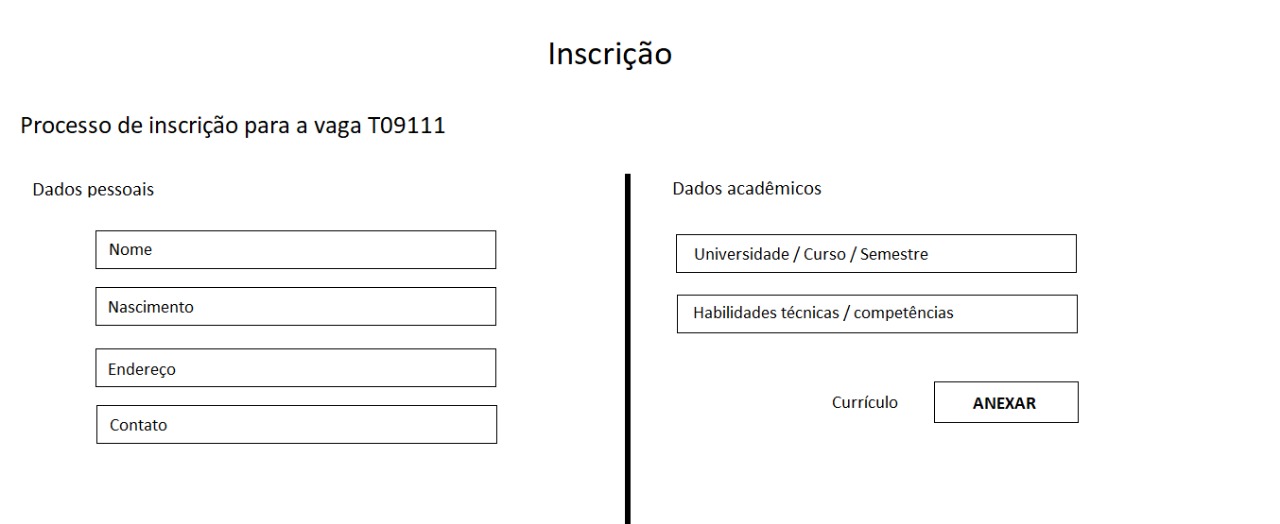 Inscrição
Processo de inscrição para a vaga T09111
Dados pessoais
Nome
Nascimento
Endereço
Contato
Dados acadêmicos
Universidade / Curso / Semestre
Habilidades técnicas / competências
Currículo
ANEXAR